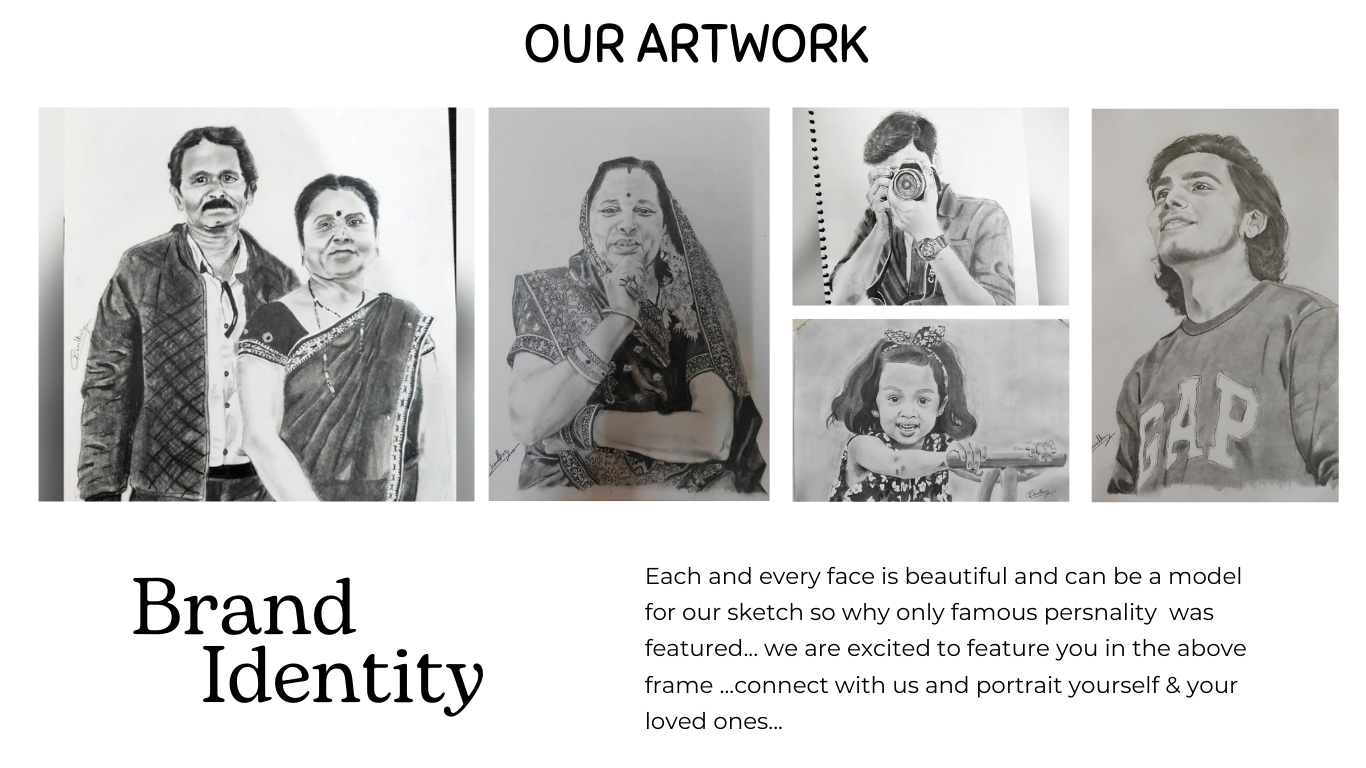 OUR ARTWORK
GAP
Brand
Identity
Each and every face is beautiful and can be a model
for our sketch so why only famous persnality  was
featured... we are excited to feature you in the above
frame ...connect with us and portrait yourself & your
loved ones...